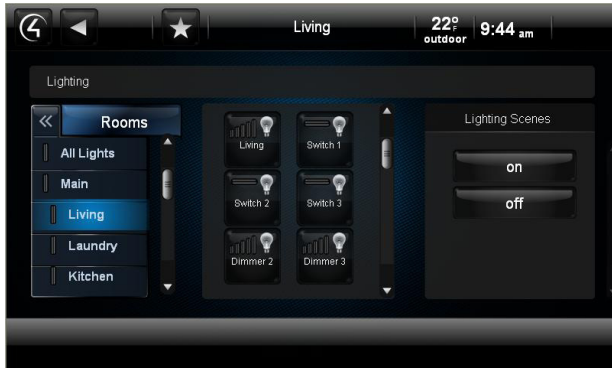 Living
22° F
outdoor
9:44 am
Lighting
Rooms
All Lights
Main
Living
Laundry
Kitchen
Living
Switch 1
Switch 2
Switch 3
Dimmer 2
Dimmer 3
Lighting Scenes
on
off